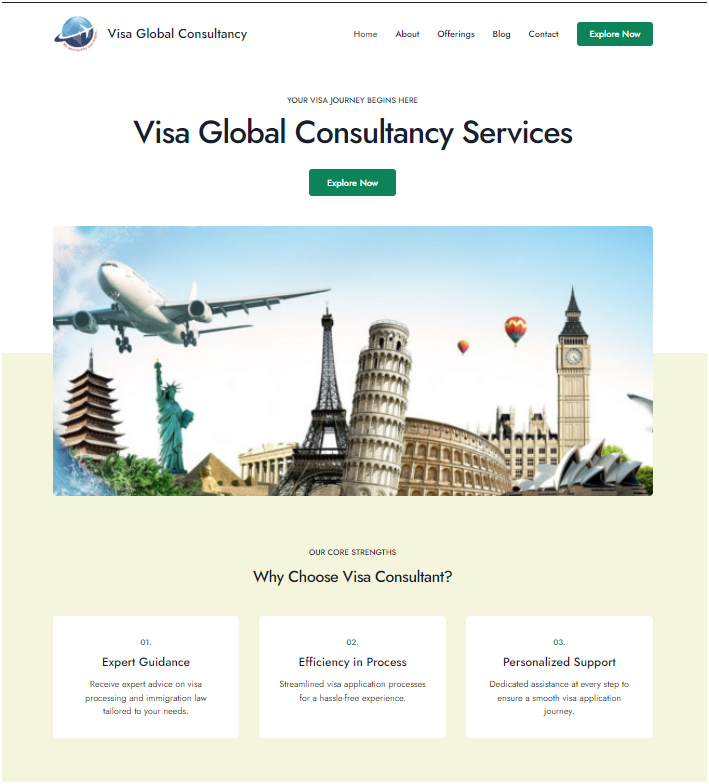 Visa Global Consultancy
Home About Offerings Blog Contact Explore Now
YOUR VISA JOURNEY BEGINS HERE
Visa Global Consultancy Services
Explore Now
OUR CORE STRENGTHS
Why Choose Visa Consultant?
01.
Expert Guidance
Receive expert advice on visa
processing and immigration law
tailored to your needs.
02.
Efficiency in Process
Streamlined visa application processes
for a hassle-free experience.
03.
Personalized Support
Dedicated assistance at every step to
ensure a smooth visa application
journey.